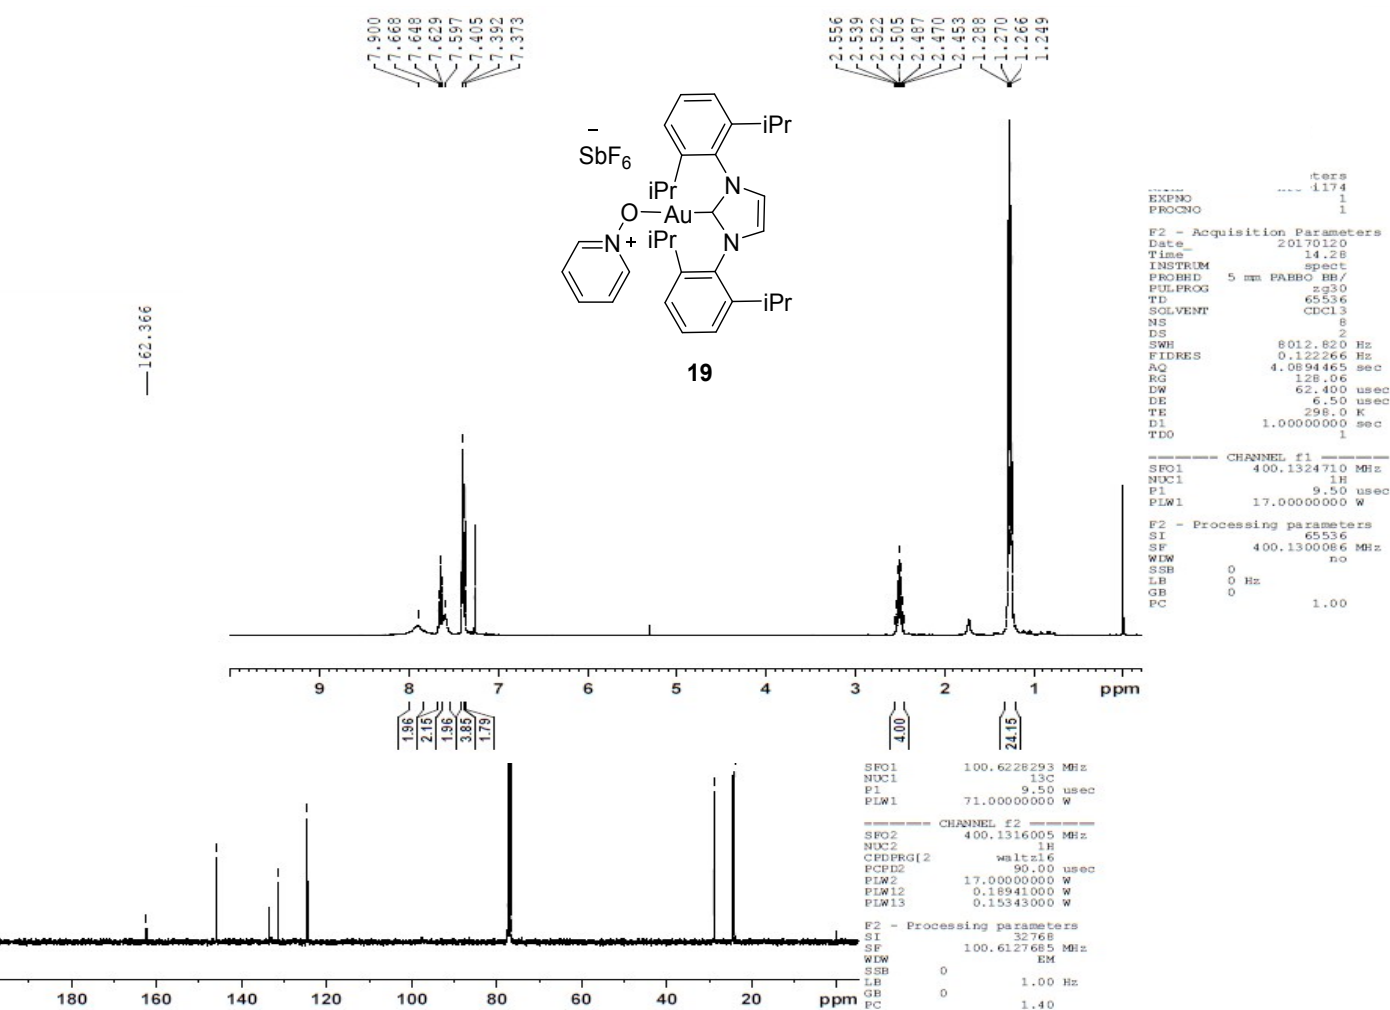 7.900
7.668
7.648
7.629
7.597
7.405
7.392
7.373
2.556
2.539
2.522
2.505
2.487
2.470
2.453
1.288
1.270
1.266
1.249
iPr
−
SbF6
N
iPr
O
Au
N
+
iPr
N
iPr
19
162.366
ters
i174
EXPNO 1
PROCNO 1
F2 - Acquisition Parameters
Date_ 20170120
Time 14.28
INSTRUM spect
PROBHD 5 mm PABBO BB/
PULPROG zg30
TD 65536
SOLVENT CDCl3
NS 8
DS 2
SWH 8012.820 Hz
FIDRES 0.122266 Hz
AQ 4.0894465 sec
RG 128.06
DW 62.400 usec
DE 6.50 usec
TE 298.0 K
D1 1.00000000 sec
TD0 1
======== CHANNEL f1 ========
SFO1 400.1324710 MHz
NUC1 1H
P1 9.50 usec
PLW1 17.00000000 W
F2 - Processing parameters
SI 65536
SF 400.1300086 MHz
WDW no
SSB 0
LB 0 Hz
GB 0
PC 1.00
9 8 7 6 5 4 3 2 1 ppm
1.96
2.15
1.96
3.85
1.79
4.00
24.15
SFO1 100.6228293 MHz
NUC1 13C
P1 9.50 usec
PLW1 71.00000000 W
======== CHANNEL f2 ========
SFO2 400.1316005 MHz
NUC2 1H
CPDPRG[2 waltz16
PCPD2 90.00 usec
PLW2 17.00000000 W
PLW12 0.18941000 W
PLW13 0.15343000 W
F2 - Processing parameters
SI 32768
SF 100.6127685 MHz
WDW EM
SSB 0
LB 1.00 Hz
GB 0
PC 1.40
180 160 140 120 100 80 60 40 20 ppm